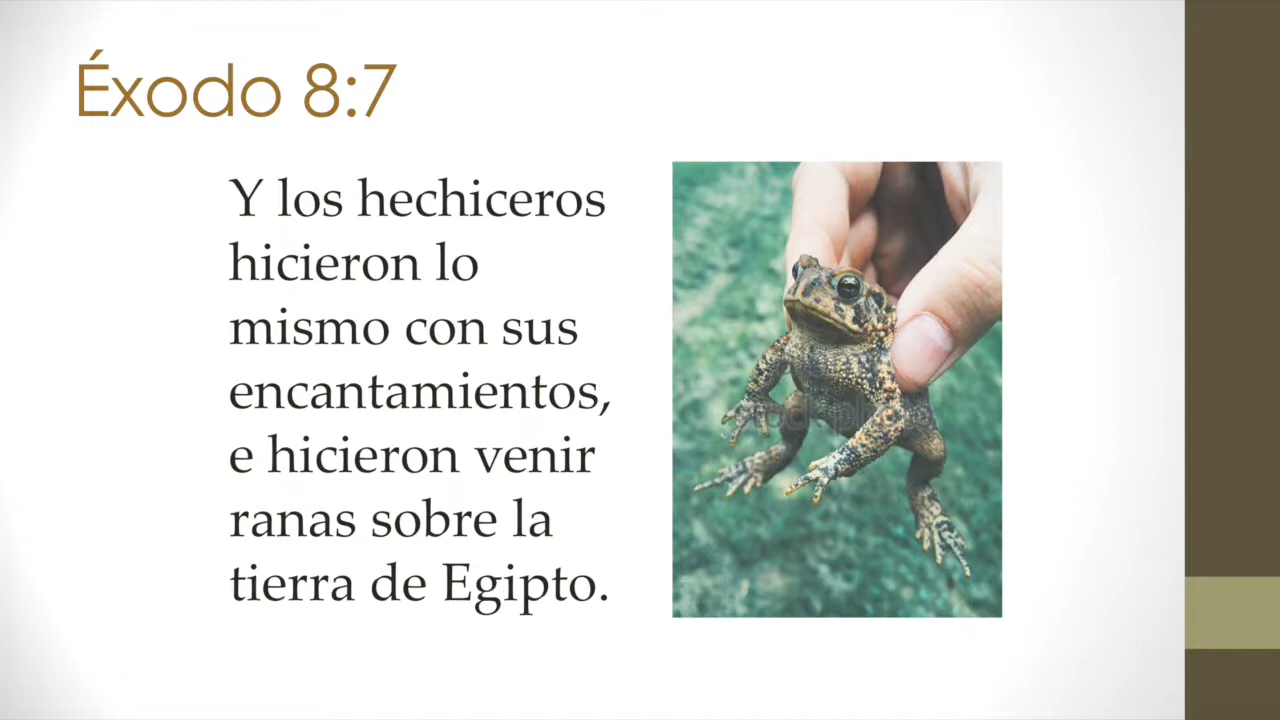 Éxodo 8:7
Y los hechiceros
hicieron lo
mismo con sus
encantamientos,
e hicieron venir
ranas sobre la
tierra de Egipto.